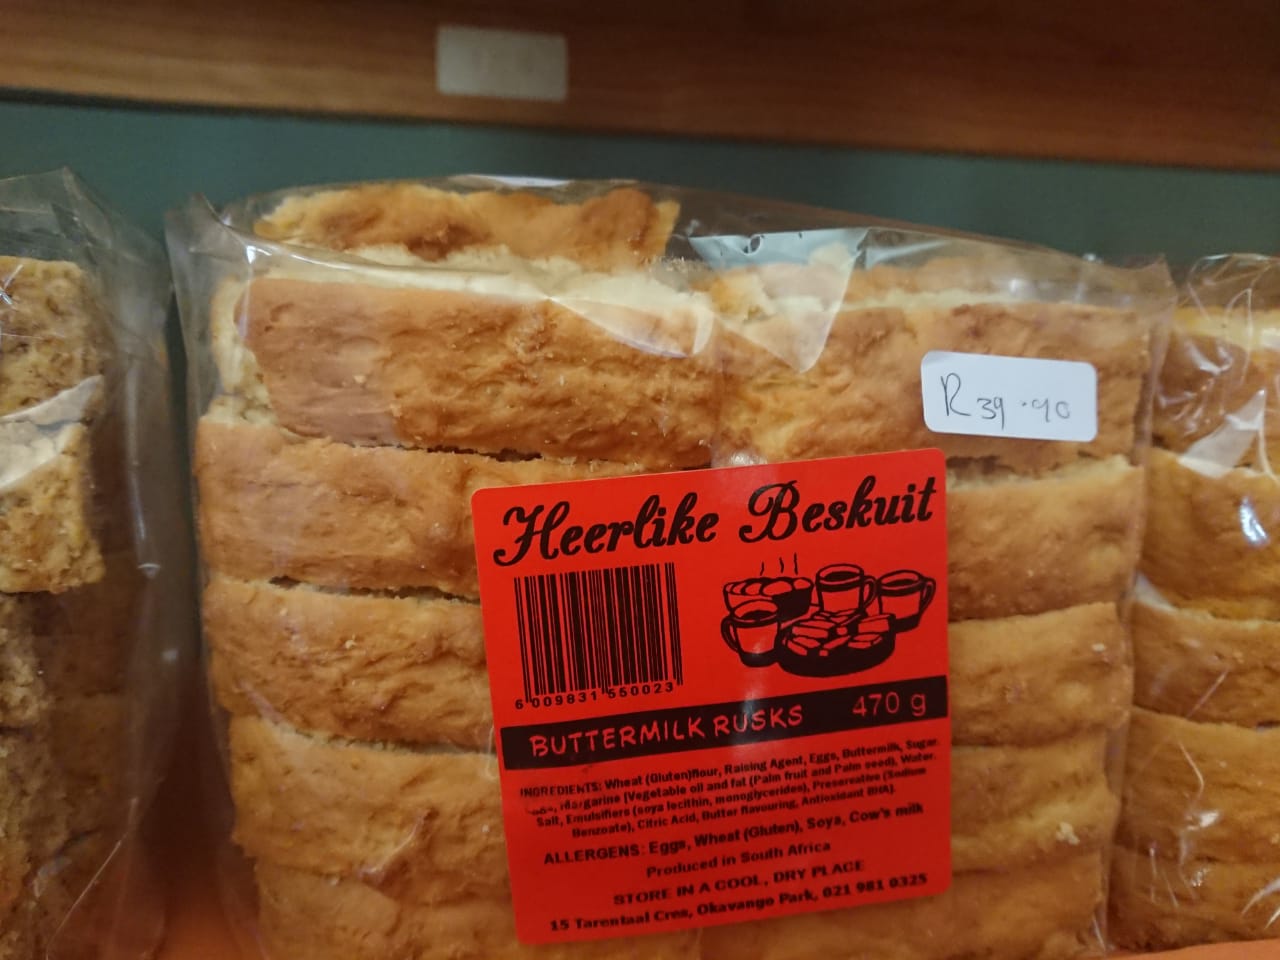 R 39.90
Heerlike Beskuit
6 009831 550023
BUTTERMILK RUSKS 470 g
INGREDIENTS: Wheat (Gluten)flour, Raising Agent, Eggs, Buttermilk, Sugar.
Margarine [Vegetable oil and fat (Palm fruit and Palm seed), Water.
Salt, Emulsifiers (soya lecithin, monoglycerides), Preservative (Sodium
Benzoate), Citric Acid, Butter flavouring, Antioxidant BHA].
ALLERGENS: Eggs, Wheat (Gluten), Soya, Cow's milk
Produced in South Africa
STORE IN A COOL, DRY PLACE
15 Tarentaal Cres, Okavango Park, 021 981 0325